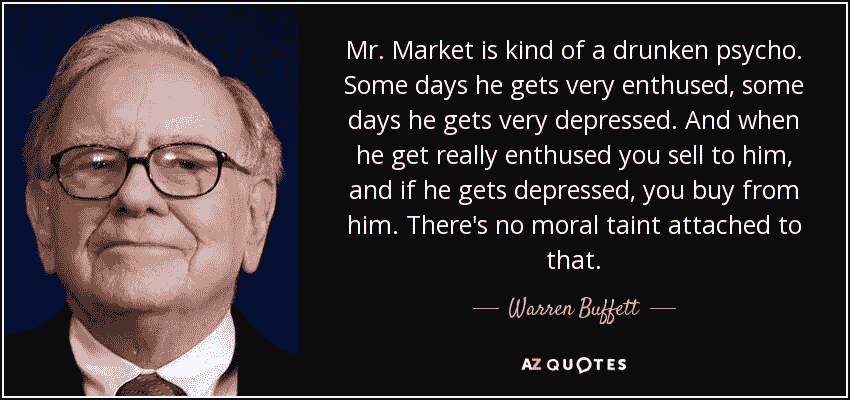 Mr. Market is kind of a drunken psycho.
Some days he gets very enthused, some
days he gets very depressed. And when
he get really enthused you sell to him,
and if he gets depressed, you buy from
him. There's no moral taint attached to
that.
Warren Buffett
AZ QUOTES